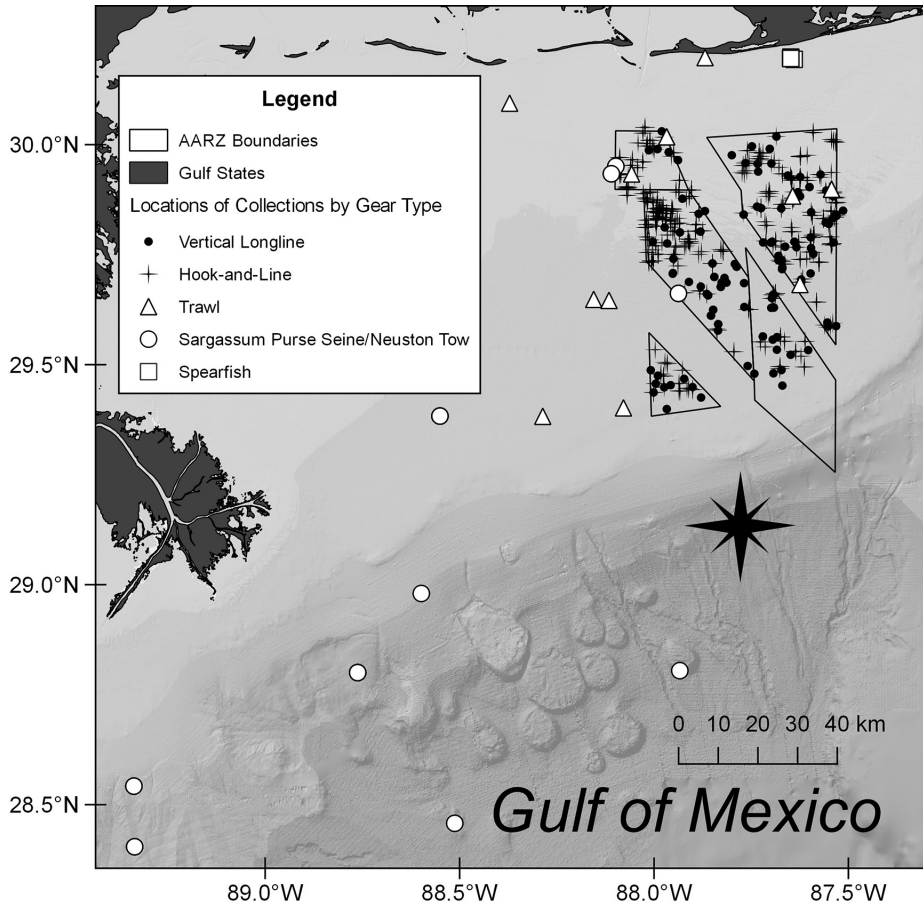 Legend
AARZ Boundaries
Gulf States
Locations of Collections by Gear Type
Vertical Longline
Hook-and-Line
Trawl
Sargassum Purse Seine/Neuston Tow
Spearfish
30.0°N
29.5°N
29.0°N
28.5°N
0 10 20 30 40 km
Gulf of Mexico
89.0°W 88.5°W 88.0°W 87.5°W